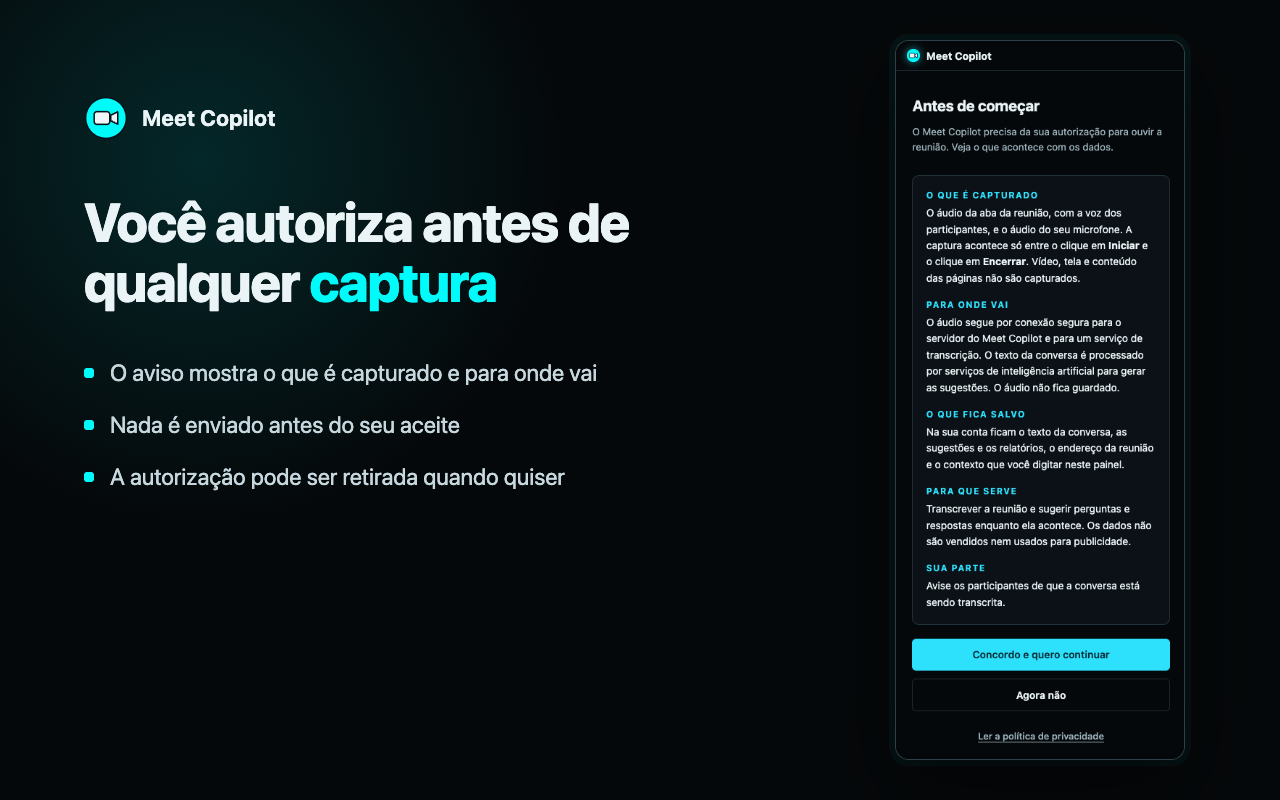 Meet Copilot
Você autoriza antes de
qualquer captura
O aviso mostra o que é capturado e para onde vai
Nada é enviado antes do seu aceite
A autorização pode ser retirada quando quiser
Meet Copilot
Antes de começar
O Meet Copilot precisa da sua autorização para ouvir a
reunião. Veja o que acontece com os dados.
O QUE É CAPTURADO
O áudio da aba da reunião, com a voz dos
participantes, e o áudio do seu microfone. A
captura acontece só entre o clique em Iniciar e
o clique em Encerrar. Vídeo, tela e conteúdo
das páginas não são capturados.
PARA ONDE VAI
O áudio segue por conexão segura para o
servidor do Meet Copilot e para um serviço de
transcrição. O texto da conversa é processado
por serviços de inteligência artificial para gerar
as sugestões. O áudio não fica guardado.
O QUE FICA SALVO
Na sua conta ficam o texto da conversa, as
sugestões e os relatórios, o endereço da reunião
e o contexto que você digitar neste painel.
PARA QUE SERVE
Transcrever a reunião e sugerir perguntas e
respostas enquanto ela acontece. Os dados não
são vendidos nem usados para publicidade.
SUA PARTE
Avise os participantes de que a conversa está
sendo transcrita.
Concordo e quero continuar
Agora não
Ler a política de privacidade